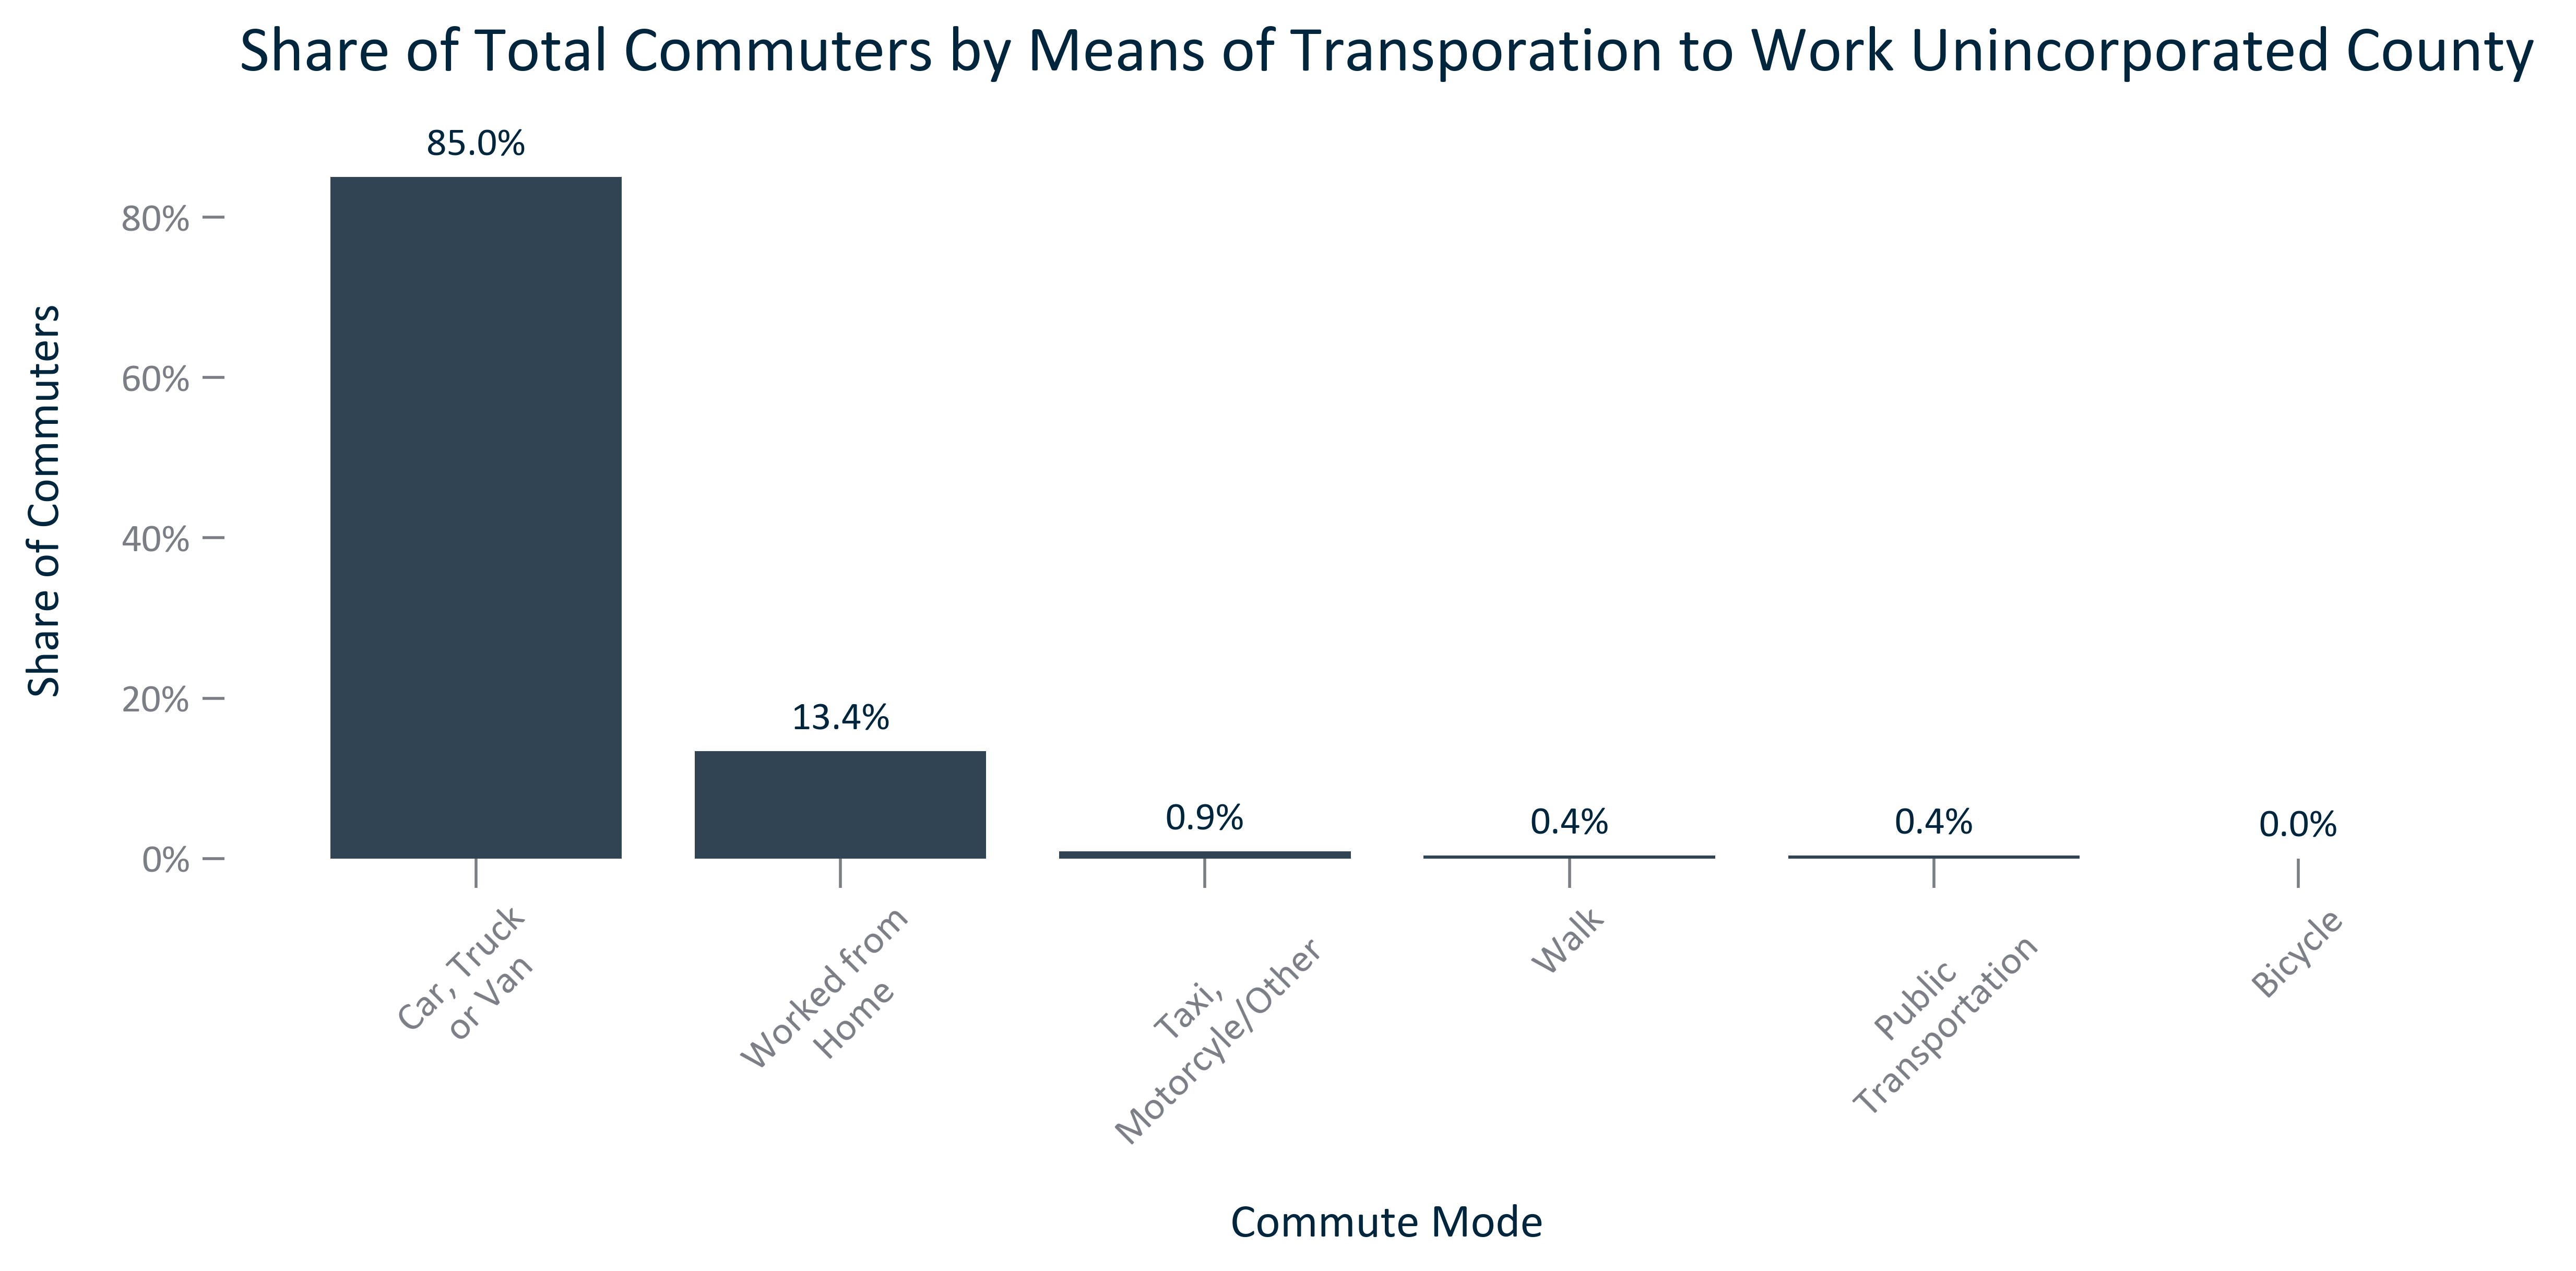 Share of Total Commuters by Means of Transporation to Work Unincorporated County
Share of Commuters
80%
60%
40%
20%
0%
85.0%
13.4%
0.9%
0.4%
0.4%
0.0%
Car, Truck
or Van
Worked from
Home
Taxi,
Motorcyle/Other
Walk
Public
Transportation
Bicycle
Commute Mode